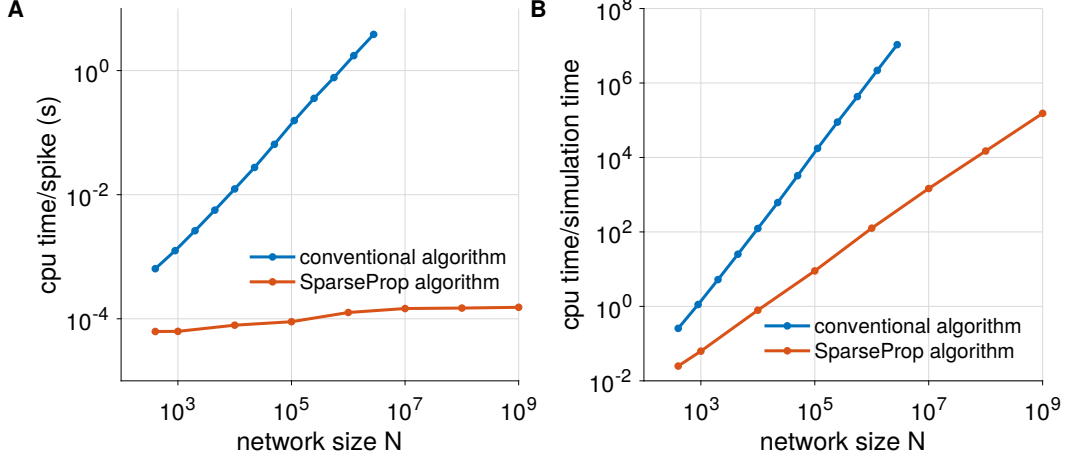 A
cpu time/spike (s)
10^0
10^-2
10^-4
conventional algorithm
SparseProp algorithm
10^3 10^5 10^7 10^9
network size N
B
cpu time/simulation time
10^8
10^6
10^4
10^2
10^0
10^-2
conventional algorithm
SparseProp algorithm
10^3 10^5 10^7 10^9
network size N